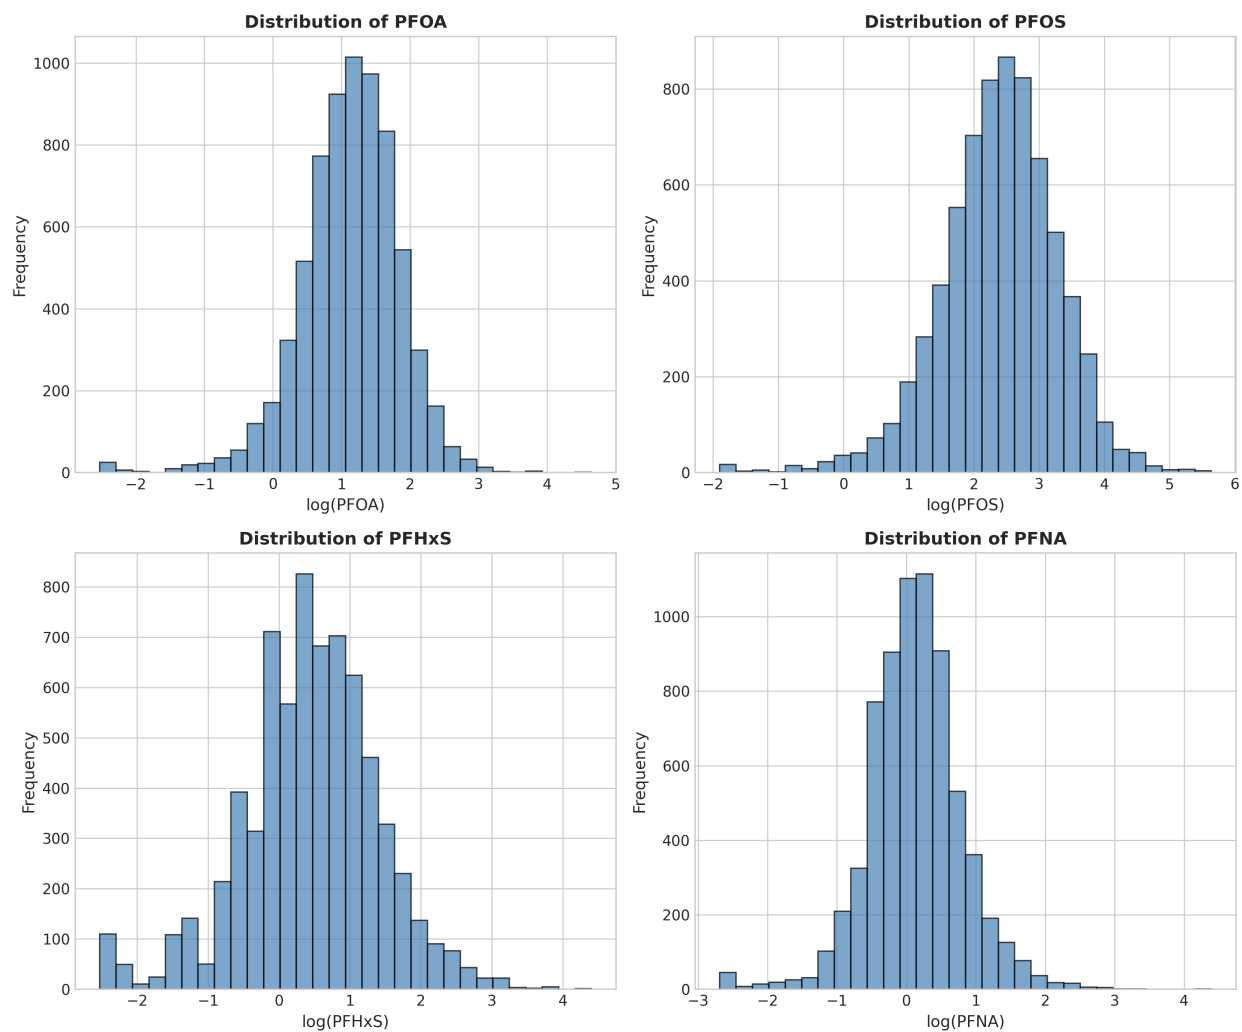 Distribution of PFOA
Frequency
1000
800
600
400
200
0
−2 −1 0 1 2 3 4 5
log(PFOA)
Distribution of PFOS
Frequency
800
600
400
200
0
−2 −1 0 1 2 3 4 5 6
log(PFOS)
Distribution of PFHxS
Frequency
800
700
600
500
400
300
200
100
0
−2 −1 0 1 2 3 4
log(PFHxS)
Distribution of PFNA
Frequency
1000
800
600
400
200
0
−3 −2 −1 0 1 2 3 4
log(PFNA)